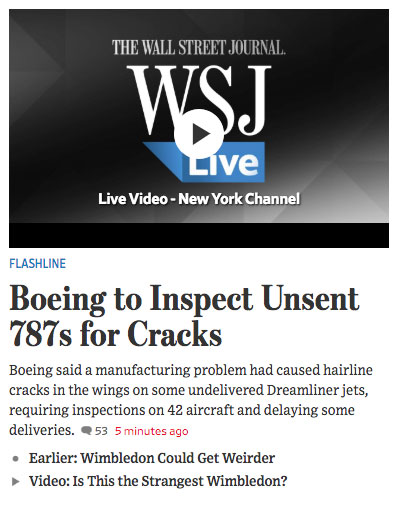 THE WALL STREET JOURNAL.
WSJ
Live
Live Video - New York Channel
FLASHLINE
Boeing to Inspect Unsent
787s for Cracks
Boeing said a manufacturing problem had caused hairline
cracks in the wings on some undelivered Dreamliner jets,
requiring inspections on 42 aircraft and delaying some
deliveries. 53 5 minutes ago
Earlier: Wimbledon Could Get Weirder
Video: Is This the Strangest Wimbledon?